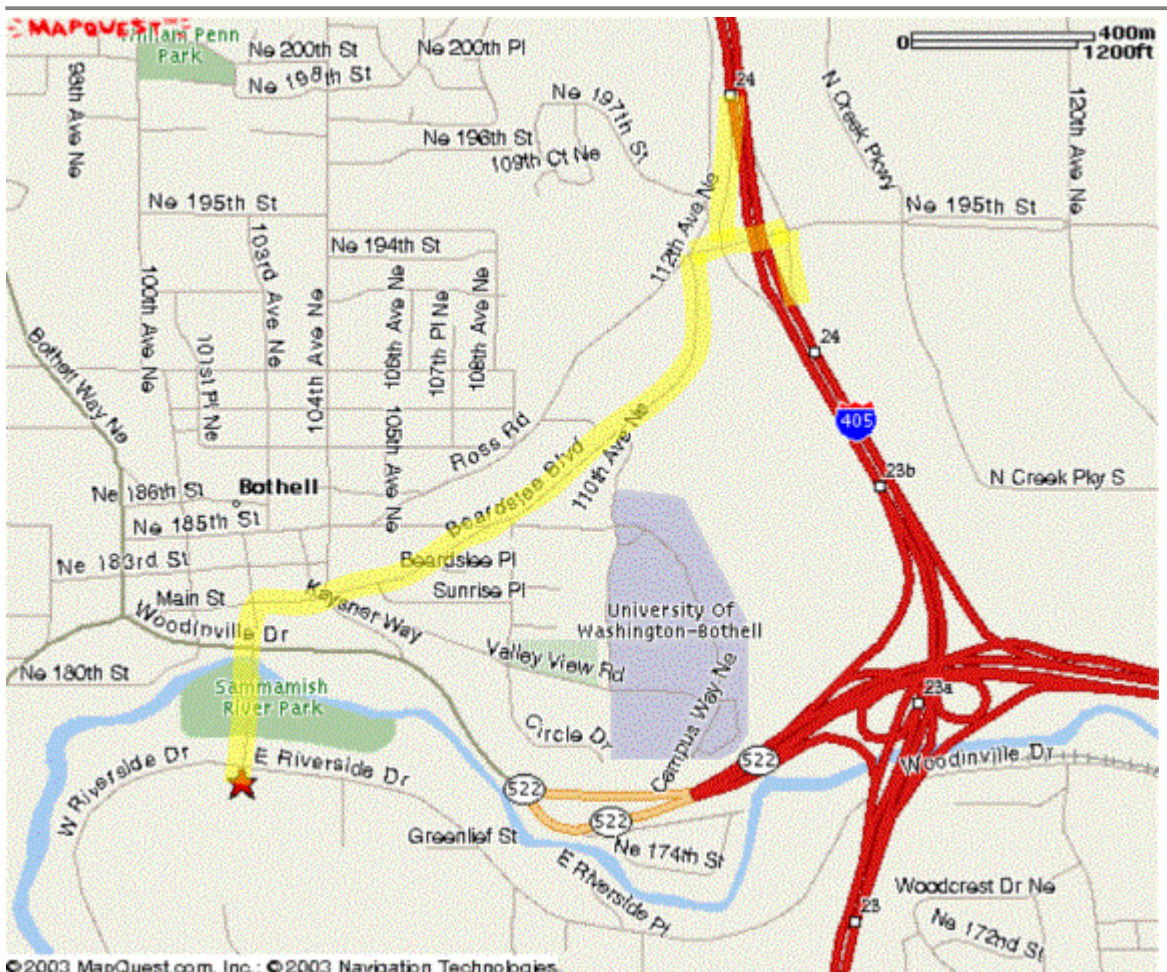 MAPQUEST
William Penn
Park
Ne 200th St
Ne 200th Pl
24
0
400m
1200ft
98th Ave Ne
Ne 198th St
Ne 197th St
N Creek Pkwy
120th Ave Ne
Ne 196th St
109th Ct Ne
Ne 195th St
Ne 195th St
112th Ave Ne
103rd Ave Ne
Ne 194th St
100th Ave Ne
104th Ave Ne
106th Ave Ne
107th Pl Ne
108th Ave Ne
24
Bothell Way Ne
101st Pl Ne
105th Ave Ne
Ross Rd
405
Beardslee Blvd
110th Ave Ne
23b
N Creek Pky S
Ne 186th St
Bothell
Ne 185th St
Ne 183rd St
Beardslee Pl
Main St
Kaysner Way
Sunrise Pl
University Of
Washington-Bothell
Woodinville Dr
Valley View Rd
Ne 180th St
Sammamish
River Park
Campus Way Ne
23a
Circle Dr
W Riverside Dr
E Riverside Dr
522
Woodinville Dr
522
522
Greenlief St
Ne 174th St
E Riverside Pl
Woodcrest Dr Ne
23
Ne 172nd St
©2003 MapQuest.com, Inc.; ©2003 Navigation Technologies